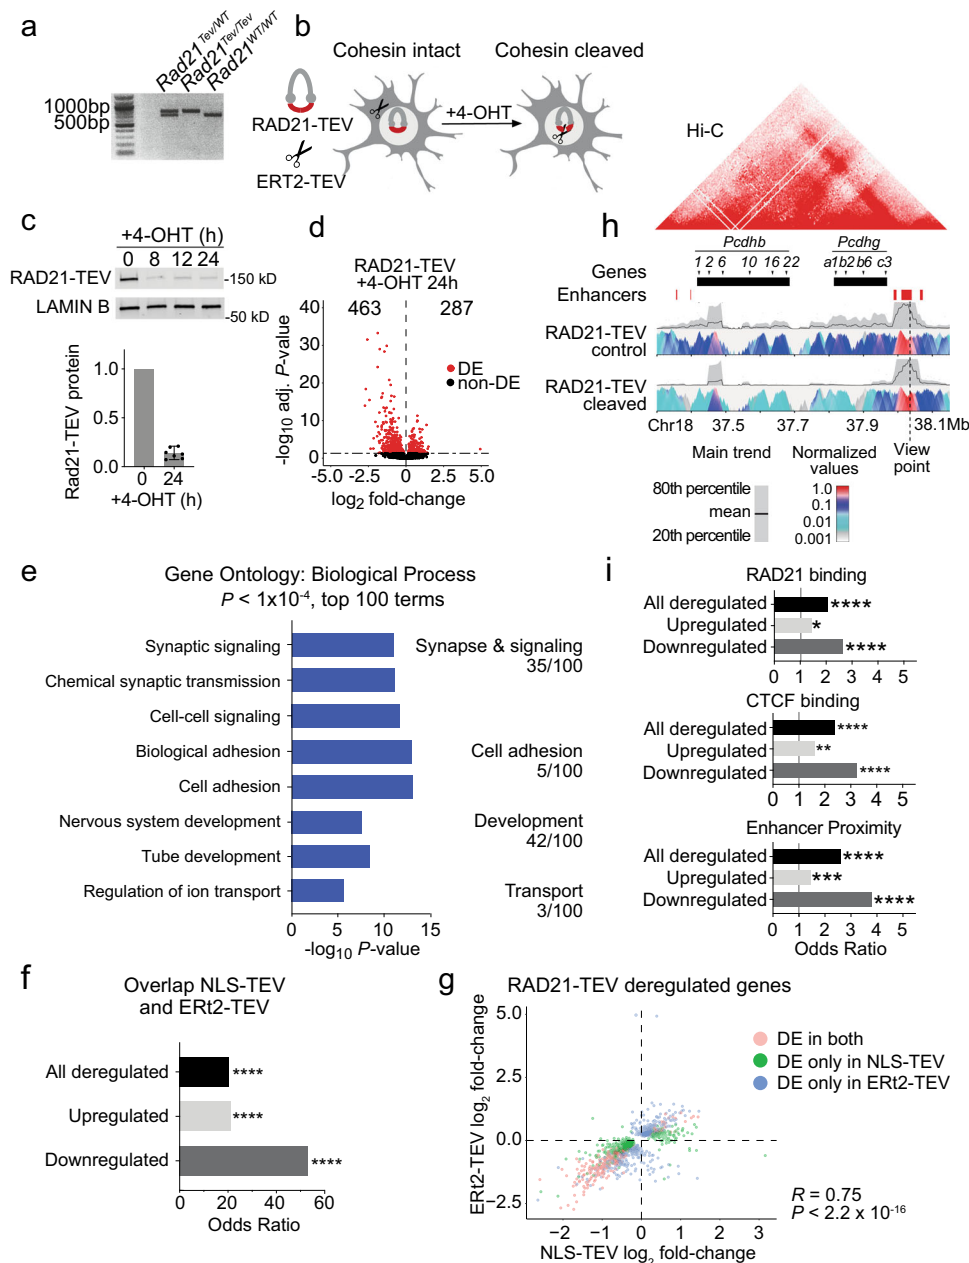 a
Rad21 Tev/WT
Rad21 Tev/Tev
Rad21 WT/WT
1000bp
500bp
b
Cohesin intact
Cohesin cleaved
RAD21-TEV
+4-OHT
ERT2-TEV
Hi-C
c
+4-OHT (h)
0 8 12 24
RAD21-TEV
-150 kD
LAMIN B
-50 kD
Rad21-TEV protein
1.0
0.5
0.0
0 24
+4-OHT (h)
d
RAD21-TEV
+4-OHT 24h
463 287
-log10 adj. P-value
40
30
20
10
0
DE
non-DE
-5.0 -2.5 0 2.5 5.0
log2 fold-change
h
Pcdhb Pcdhg
1 2 6 10 16 22 a1b2b6 c3
Genes
Enhancers
RAD21-TEV
control
RAD21-TEV
cleaved
Chr18 37.5 37.7 37.9 38.1Mb
Main trend
Normalized
values
View
point
80th percentile
mean
20th percentile
1.0
0.1
0.01
0.001
e
Gene Ontology: Biological Process
P < 1x10-4, top 100 terms
Synaptic signaling
Chemical synaptic transmission
Cell-cell signaling
Biological adhesion
Cell adhesion
Nervous system development
Tube development
Regulation of ion transport
0 5 10 15
-log10 P-value
Synapse & signaling
35/100
Cell adhesion
5/100
Development
42/100
Transport
3/100
i
RAD21 binding
All deregulated ****
Upregulated *
Downregulated ****
0 1 2 3 4 5
CTCF binding
All deregulated ****
Upregulated **
Downregulated ****
0 1 2 3 4 5
Enhancer Proximity
All deregulated ****
Upregulated ***
Downregulated ****
0 1 2 3 4 5
Odds Ratio
f
Overlap NLS-TEV
and ERt2-TEV
All deregulated ****
Upregulated ****
Downregulated ****
0 20 40 60
Odds Ratio
g
RAD21-TEV deregulated genes
ERt2-TEV log2 fold-change
5.0
2.5
0.0
−2.5
DE in both
DE only in NLS-TEV
DE only in ERt2-TEV
R = 0.75
P < 2.2 x 10-16
−2 −1 0 1 2 3
NLS-TEV log2 fold-change